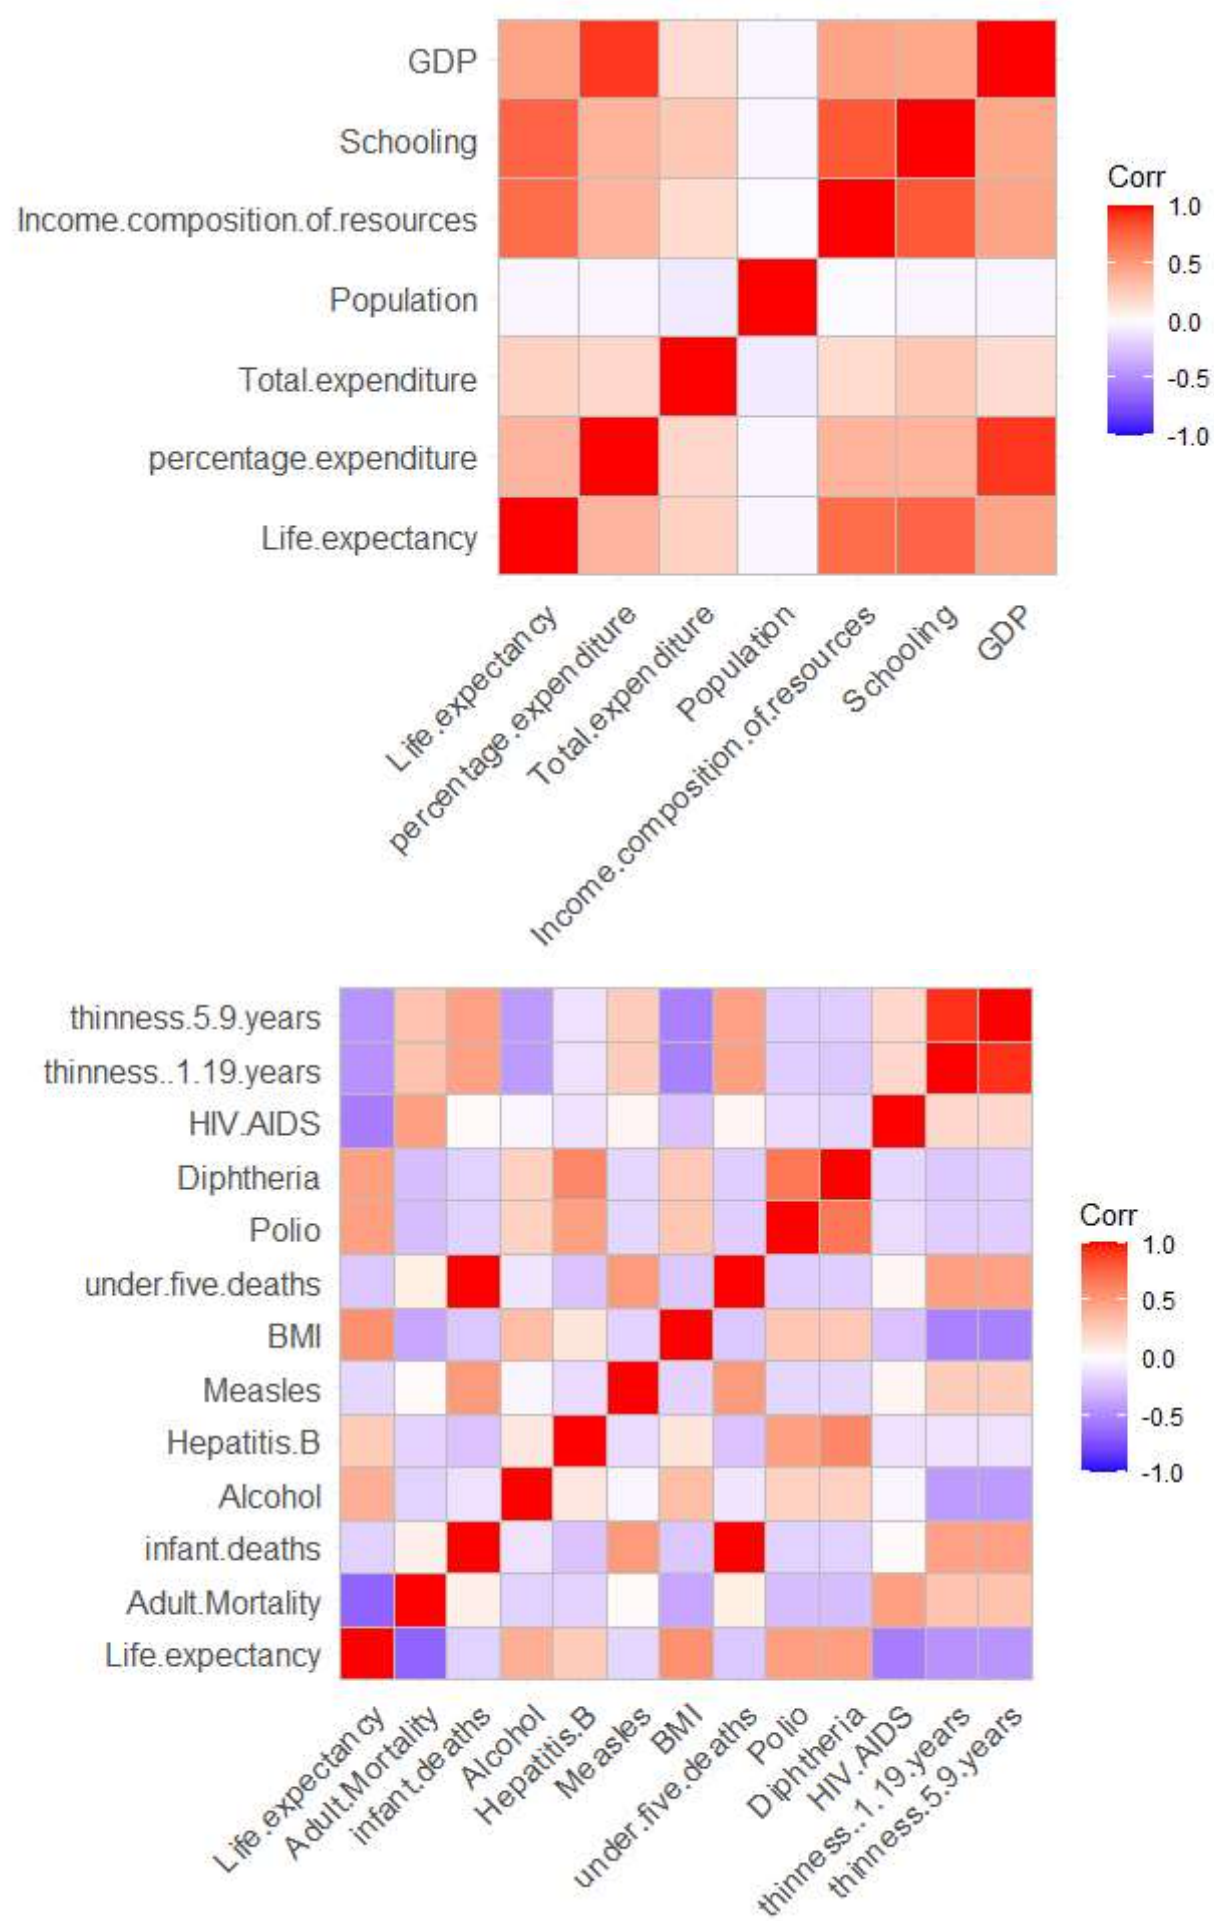 GDP
Schooling
Income.composition.of.resources
Population
Total.expenditure
percentage.expenditure
Life.expectancy
Life.expectancy
percentage.expenditure
Total.expenditure
Population
Income.composition.of.resources
Schooling
GDP
Corr
1.0
0.5
0.0
-0.5
-1.0
thinness.5.9.years
thinness..1.19.years
HIV.AIDS
Diphtheria
Polio
under.five.deaths
BMI
Measles
Hepatitis.B
Alcohol
infant.deaths
Adult.Mortality
Life.expectancy
Life.expectancy
Adult.Mortality
infant.deaths
Alcohol
Hepatitis.B
Measles
BMI
under.five.deaths
Polio
Diphtheria
HIV.AIDS
thinness..1.19.years
thinness.5.9.years
Corr
1.0
0.5
0.0
-0.5
-1.0